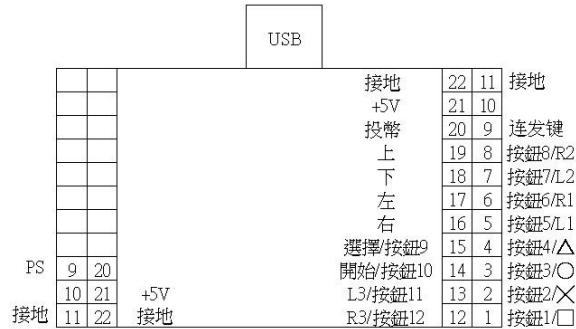 USB
接地 22 11 接地
+5V 21 10
投幣 20 9 连发键
上 19 8 按鈕8/R2
下 18 7 按鈕7/L2
左 17 6 按鈕6/R1
右 16 5 按鈕5/L1
選擇/按鈕9 15 4 按鈕4/△
PS 9 20 開始/按鈕10 14 3 按鈕3/○
10 21 +5V L3/按鈕11 13 2 按鈕2/╳
接地 11 22 接地 R3/按鈕12 12 1 按鈕1/□